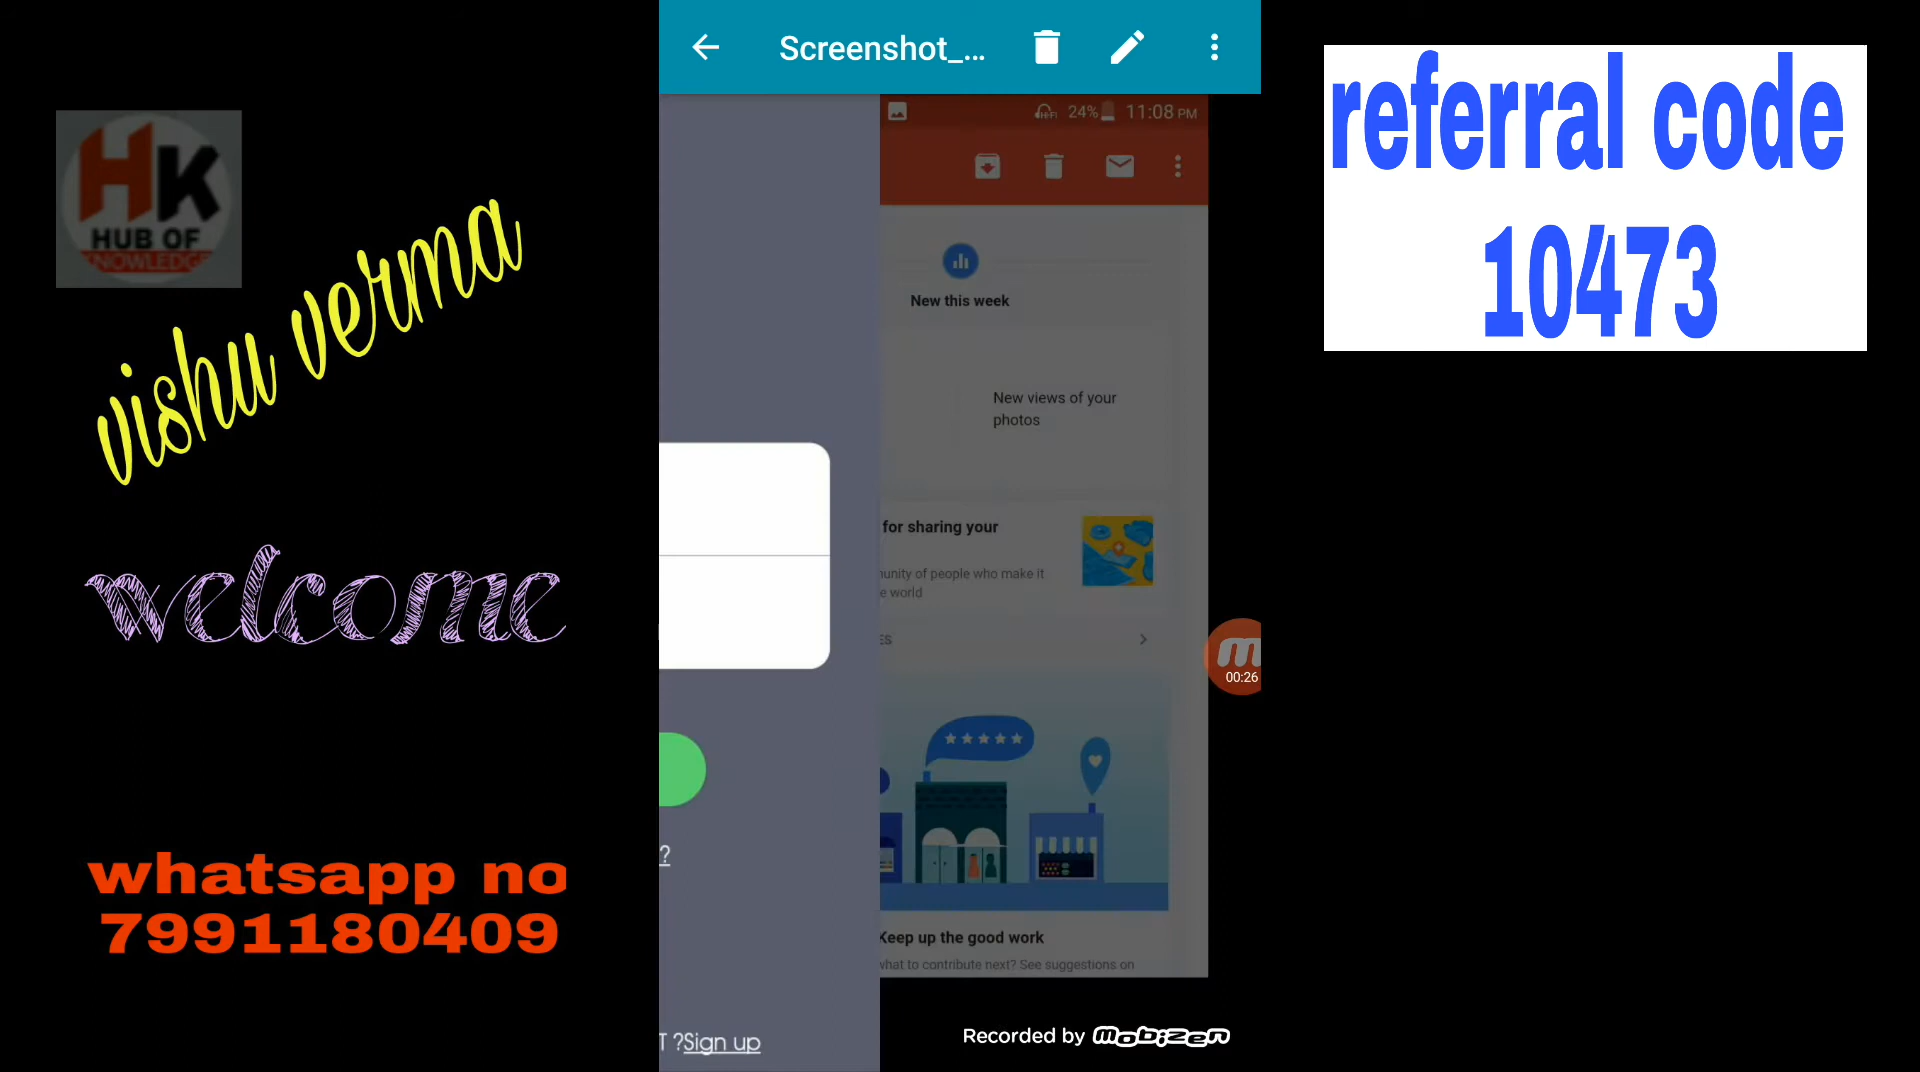 HK
HUB OF
KNOWLEDGE
vishu verma
welcome
whatsapp no
7991180409
Screenshot_...
24%
11:08 PM
New this week
New views of your
photos
for sharing your
unity of people who make it
e world
ES
Keep up the good work
what to contribute next? See suggestions on
?
T ?Sign up
00:26
Recorded by mobizen
referral code
10473